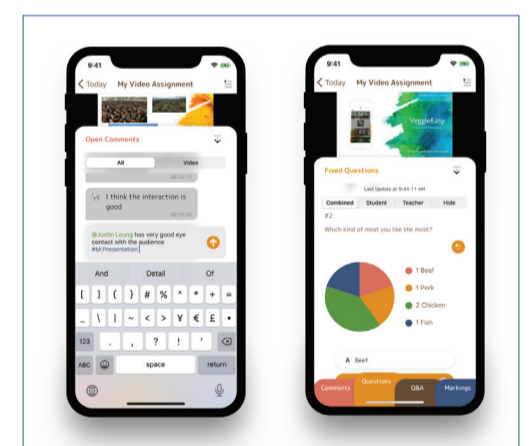 9:41
Today My Video Assignment
Open Comments
All Video
I think the interaction is
good
@Justin Leung has very good eye
contact with the audience
#M:Presentation
And Detail Of
[ ] { } # % ^ * + =
_ \ | ~ < > ¥ € £ •
123 . , ? ! '
ABC space return
9:41
Today My Video Assignment
VeggieEasy
Fixed Questions
Last Update at 9:44:11 AM
Combined Student Teacher Hide
#2
Which kind of meat you like the most?
1 Beef
1 Pork
2 Chicken
1 Fish
A Beef
Comments Questions Q&A Markings